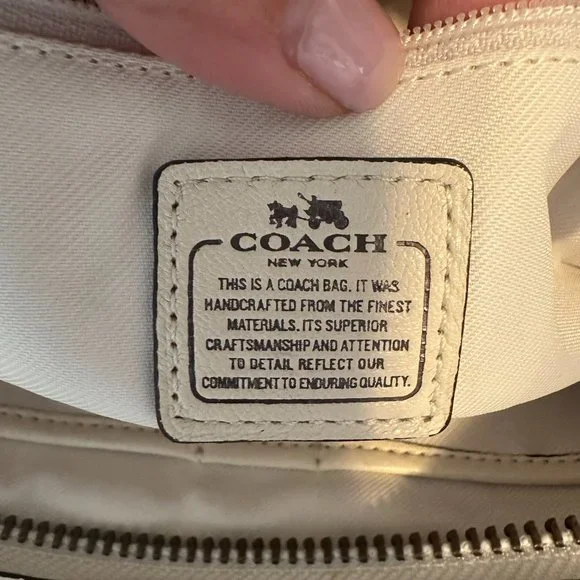 COACH
NEW YORK
THIS IS A COACH BAG. IT WAS
HANDCRAFTED FROM THE FINEST
MATERIALS. ITS SUPERIOR
CRAFTSMANSHIP AND ATTENTION
TO DETAIL REFLECT OUR
COMMITMENT TO ENDURING QUALITY.